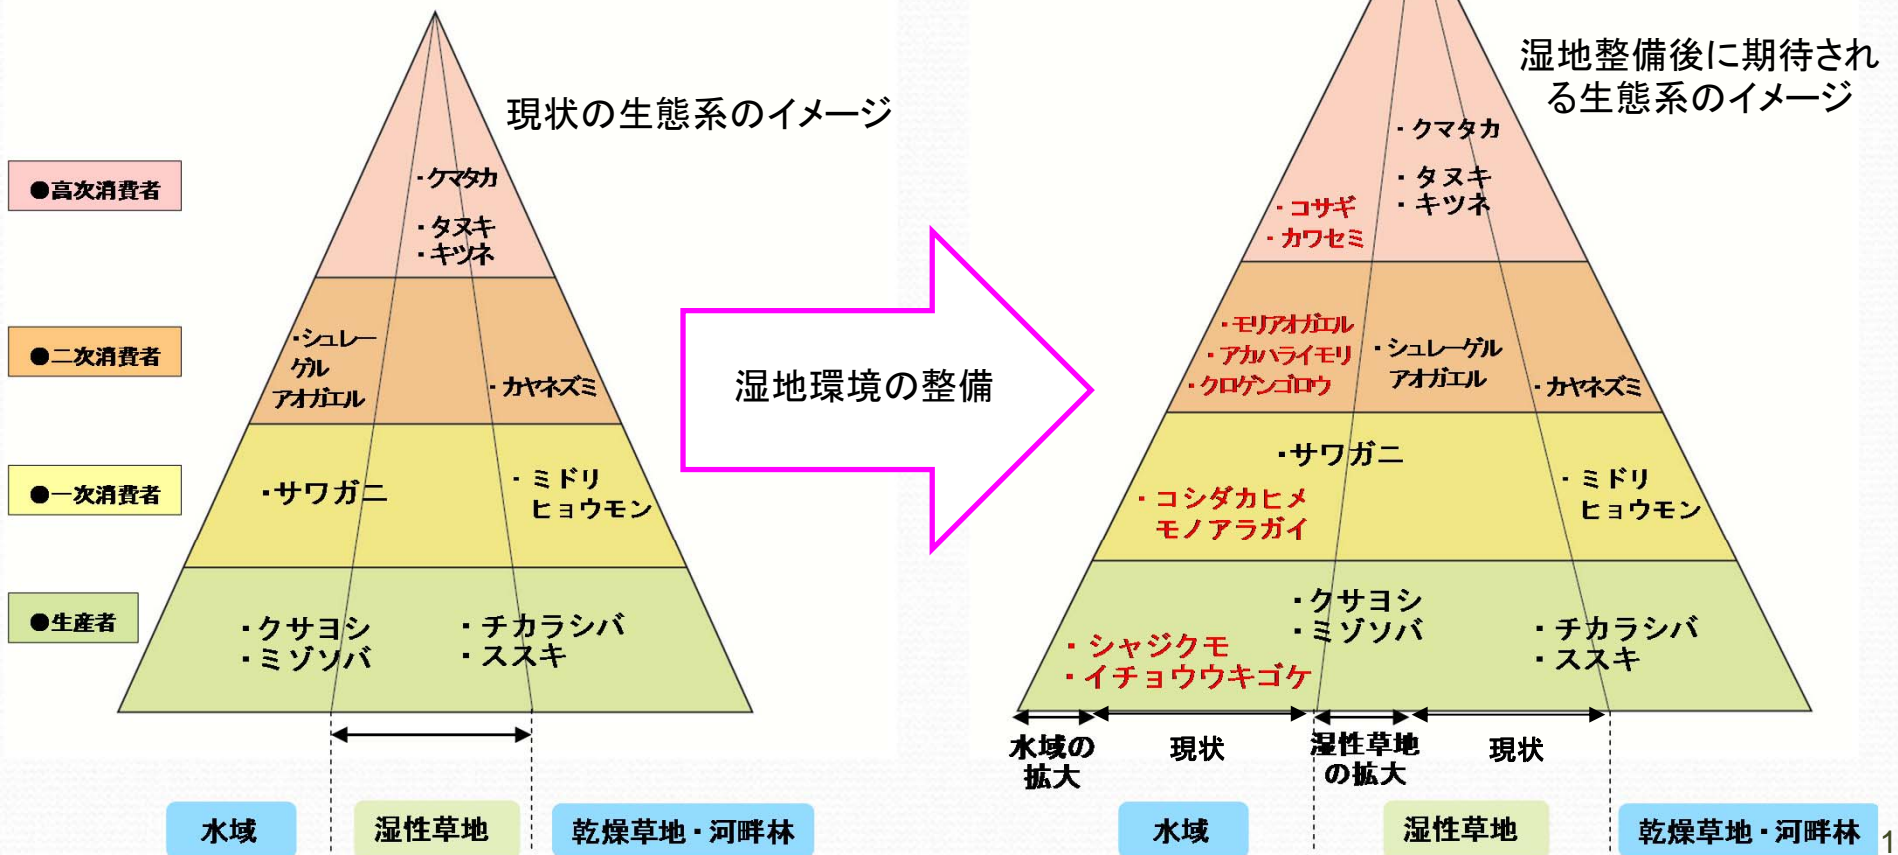 現状の生態系のイメージ
●高次消費者
・クマタカ
・タヌキ
・キツネ
●二次消費者
・シュレー
ゲル
アオガエル
・カヤネズミ
●一次消費者
・サワガニ
・ミドリ
ヒョウモン
●生産者
・クサヨシ
・ミゾソバ
・チカラシバ
・ススキ
水域
湿性草地
乾燥草地・河畔林
湿地環境の整備
湿地整備後に期待され
る生態系のイメージ
・クマタカ
・タヌキ
・キツネ
・コサギ
・カワセミ
・モリアオガエル
・アカハライモリ
・クロゲンゴロウ
・シュレーゲル
アオガエル
・カヤネズミ
・サワガニ
・コシダカヒメ
モノアラガイ
・ミドリ
ヒョウモン
・クサヨシ
・ミゾソバ
・シャジクモ
・イチョウウキゴケ
・チカラシバ
・ススキ
水域の
拡大
現状
湿性草地
の拡大
現状
水域
湿性草地
乾燥草地・河畔林
1